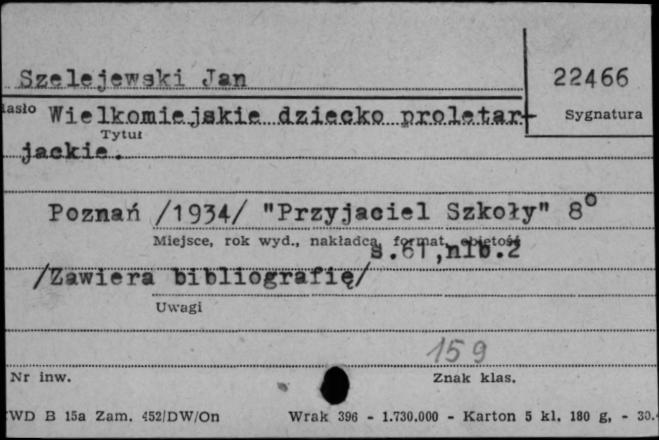 Szelejewski Jan
22466
asło Wielkomiejskie dziecko proletar-
Sygnatura
Tytuł
jackie.
Poznań /1934/ "Przyjaciel Szkoły" 8°
Miejsce, rok wyd., nakładca, format, objętość
s.61,nlb.2
/Zawiera bibliografię/
Uwagi
159
Nr inw.
Znak klas.
WD B 15a Zam. 452/DW/On Wrak 396 - 1.730.000 - Karton 5 kl. 180 g, - 30.